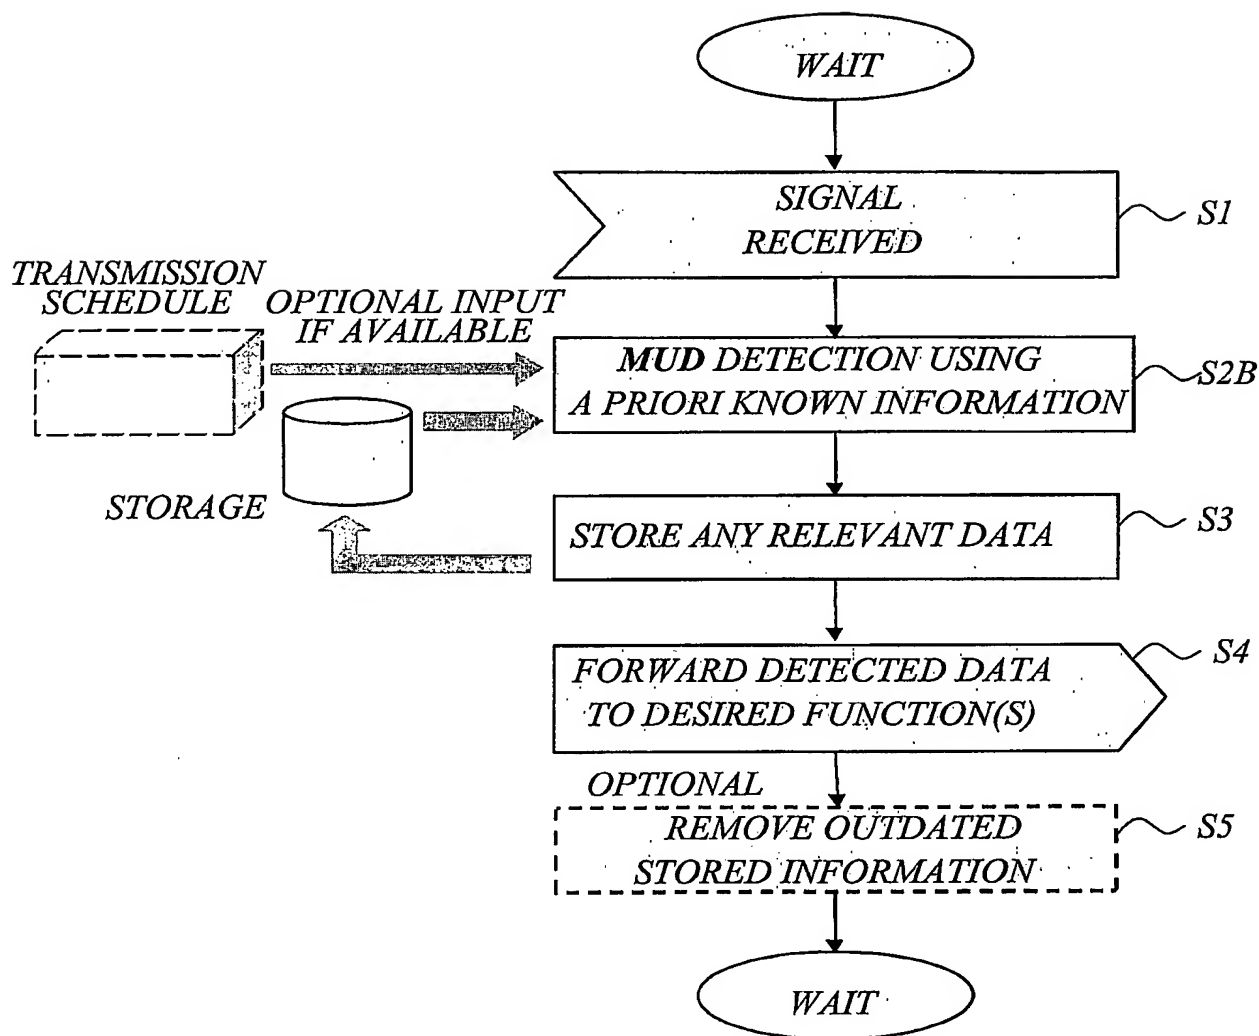 WAIT
SIGNAL
RECEIVED
S1
TRANSMISSION
SCHEDULE
OPTIONAL INPUT
IF AVAILABLE
MUD DETECTION USING
A PRIORI KNOWN INFORMATION
S2B
STORAGE
STORE ANY RELEVANT DATA
S3
FORWARD DETECTED DATA
TO DESIRED FUNCTION(S)
S4
OPTIONAL
REMOVE OUTDATED
STORED INFORMATION
S5
WAIT